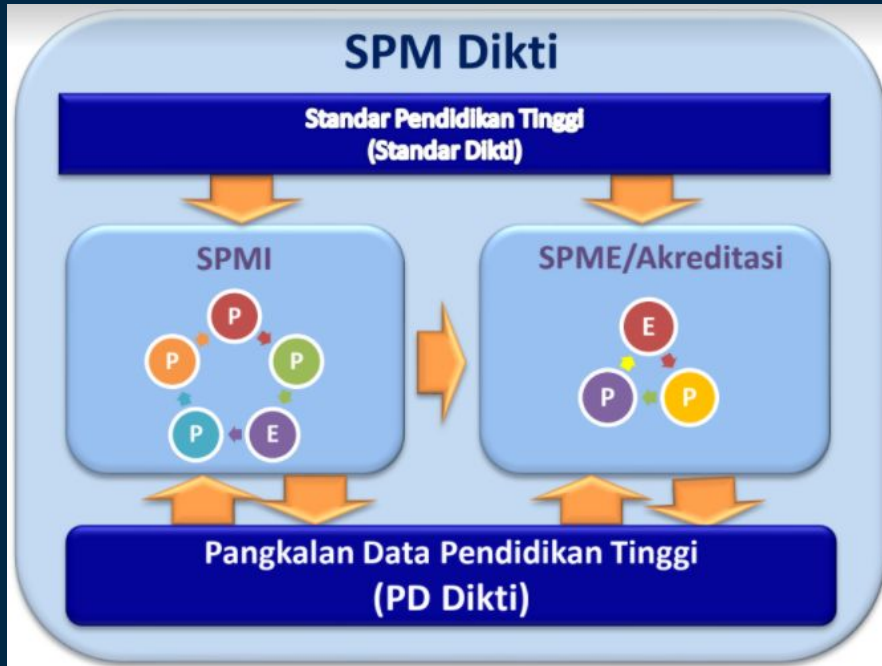 SPM Dikti
Standar Pendidikan Tinggi
(Standar Dikti)
SPMI
P
P
E
P
P
SPME/Akreditasi
E
P
P
Pangkalan Data Pendidikan Tinggi
(PD Dikti)